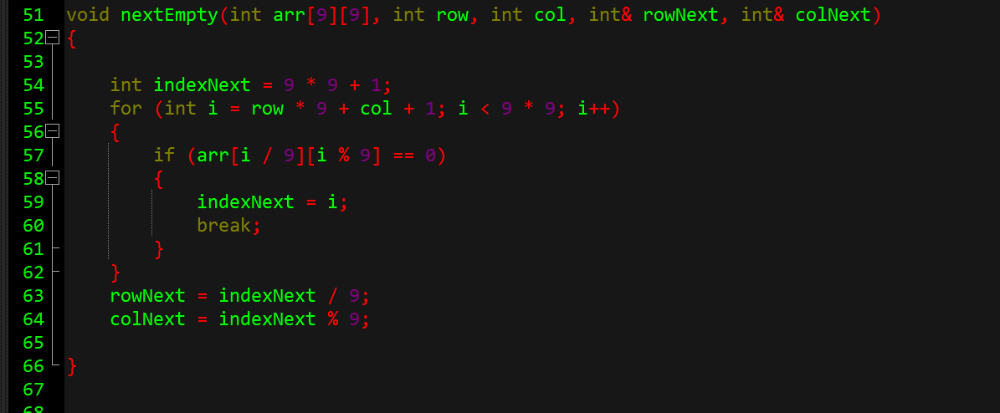 51 void nextEmpty(int arr[9][9], int row, int col, int& rowNext, int& colNext)
52 {
53
54     int indexNext = 9 * 9 + 1;
55     for (int i = row * 9 + col + 1; i < 9 * 9; i++)
56     {
57         if (arr[i / 9][i % 9] == 0)
58         {
59             indexNext = i;
60             break;
61         }
62     }
63     rowNext = indexNext / 9;
64     colNext = indexNext % 9;
65
66 }
67
68